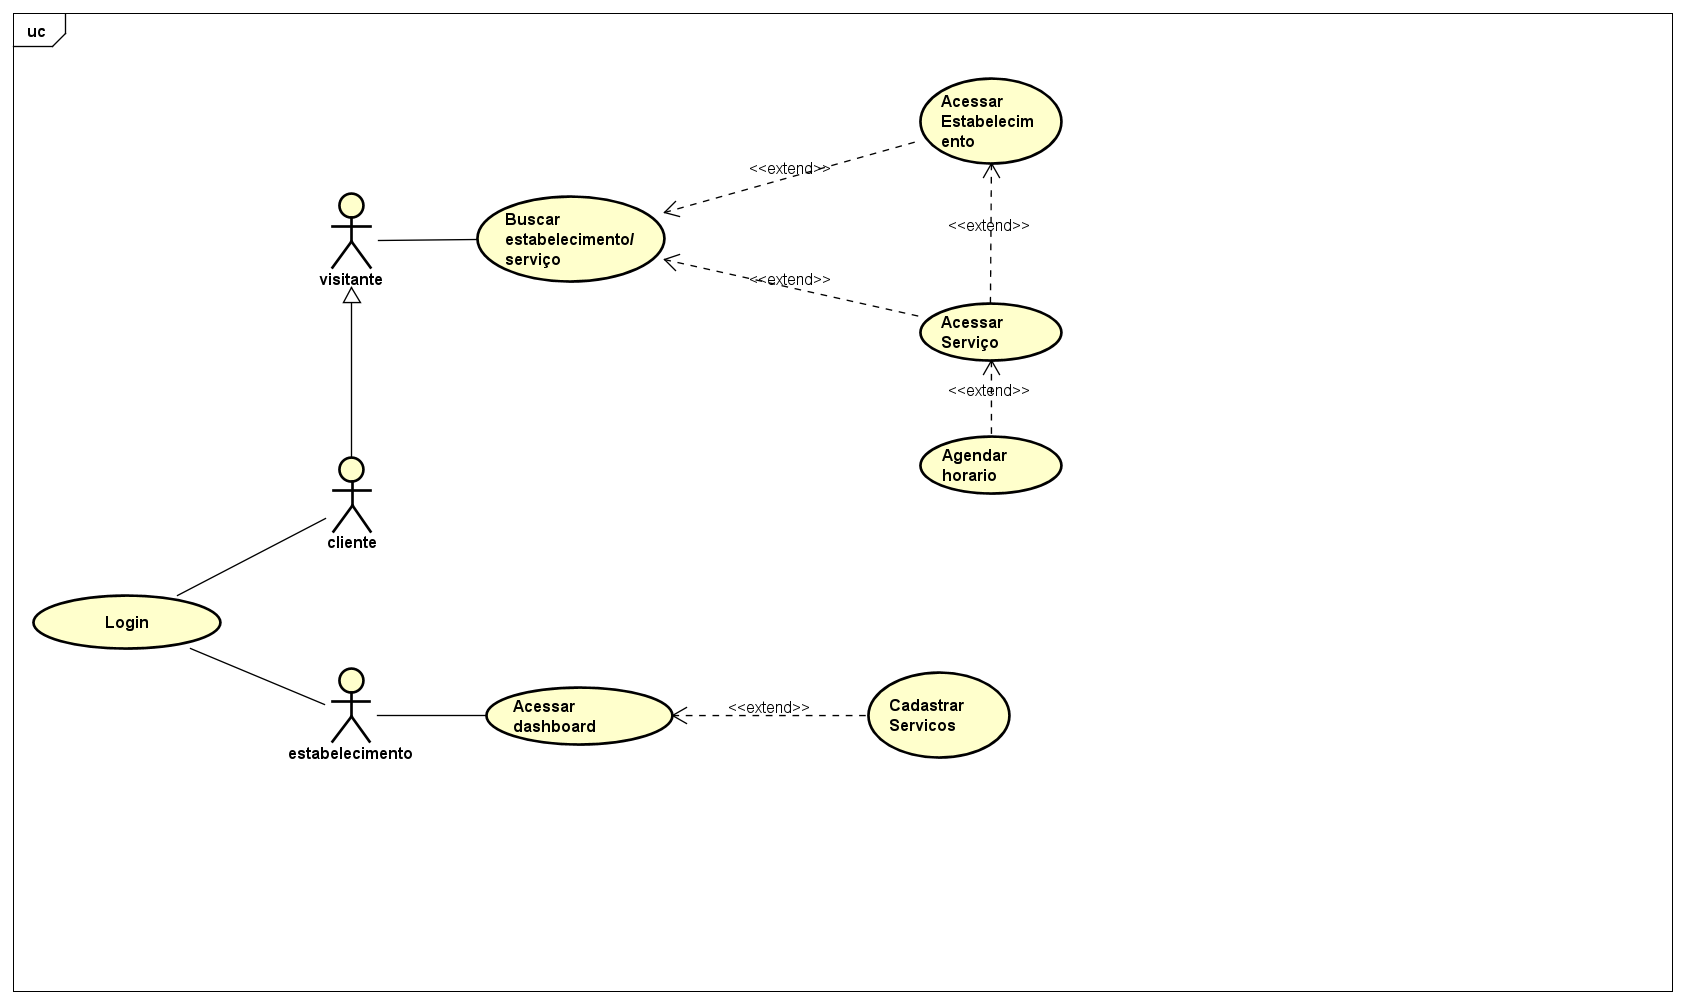 uc
Acessar
Estabelecim
ento
<<extend>>
visitante
Buscar
estabelecimento/
serviço
<<extend>>
<<extend>>
Acessar
Serviço
<<extend>>
Agendar
horario
cliente
Login
estabelecimento
Acessar
dashboard
<<extend>>
Cadastrar
Servicos